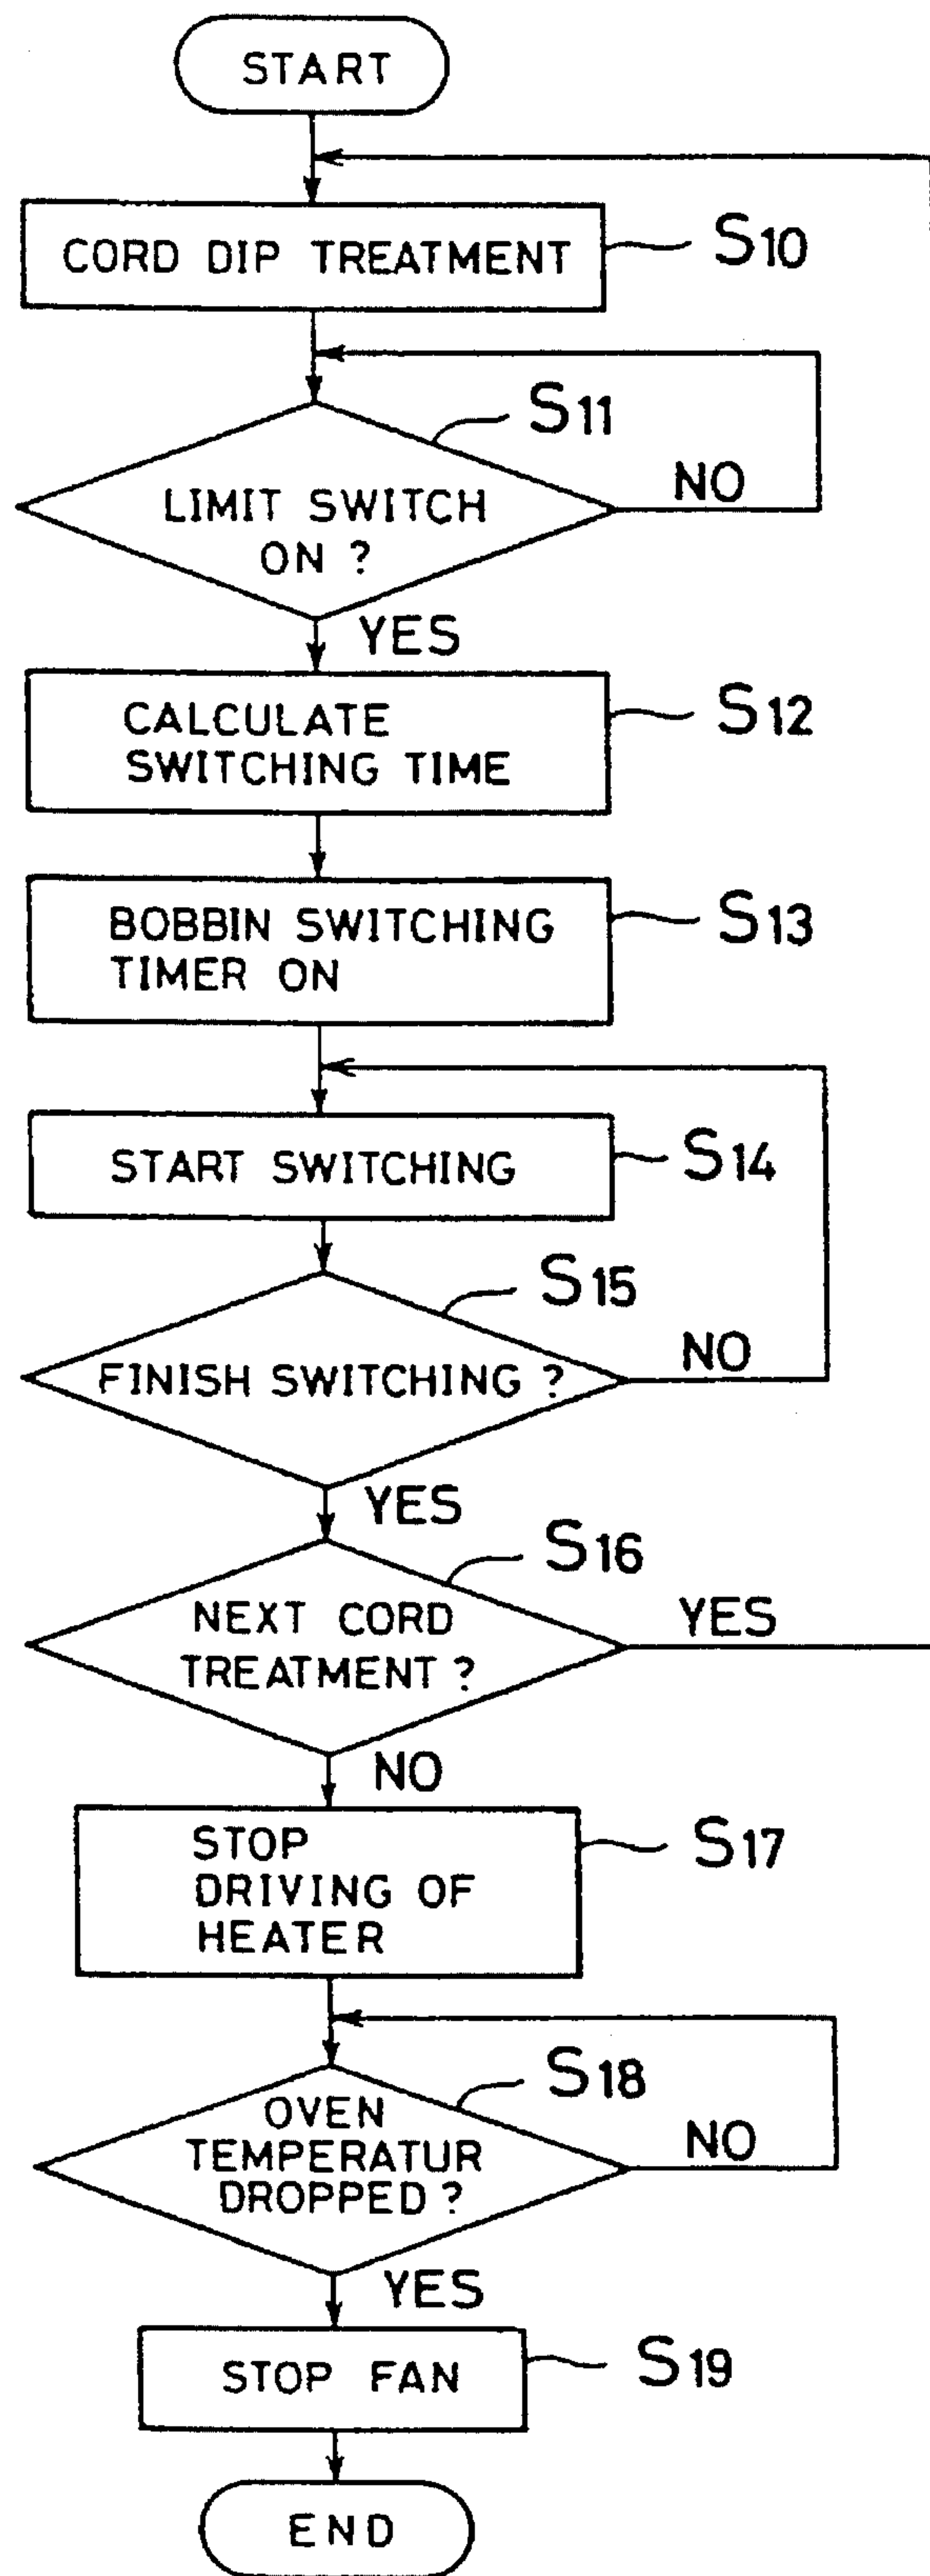 START
CORD DIP TREATMENT
S10
S11
LIMIT SWITCH
ON ?
NO
YES
CALCULATE
SWITCHING TIME
S12
BOBBIN SWITCHING
TIMER ON
S13
START SWITCHING
S14
S15
FINISH SWITCHING ?
NO
YES
S16
NEXT CORD
TREATMENT ?
YES
NO
STOP
DRIVING OF
HEATER
S17
S18
OVEN
TEMPERATUR
DROPPED ?
NO
YES
STOP FAN
S19
END